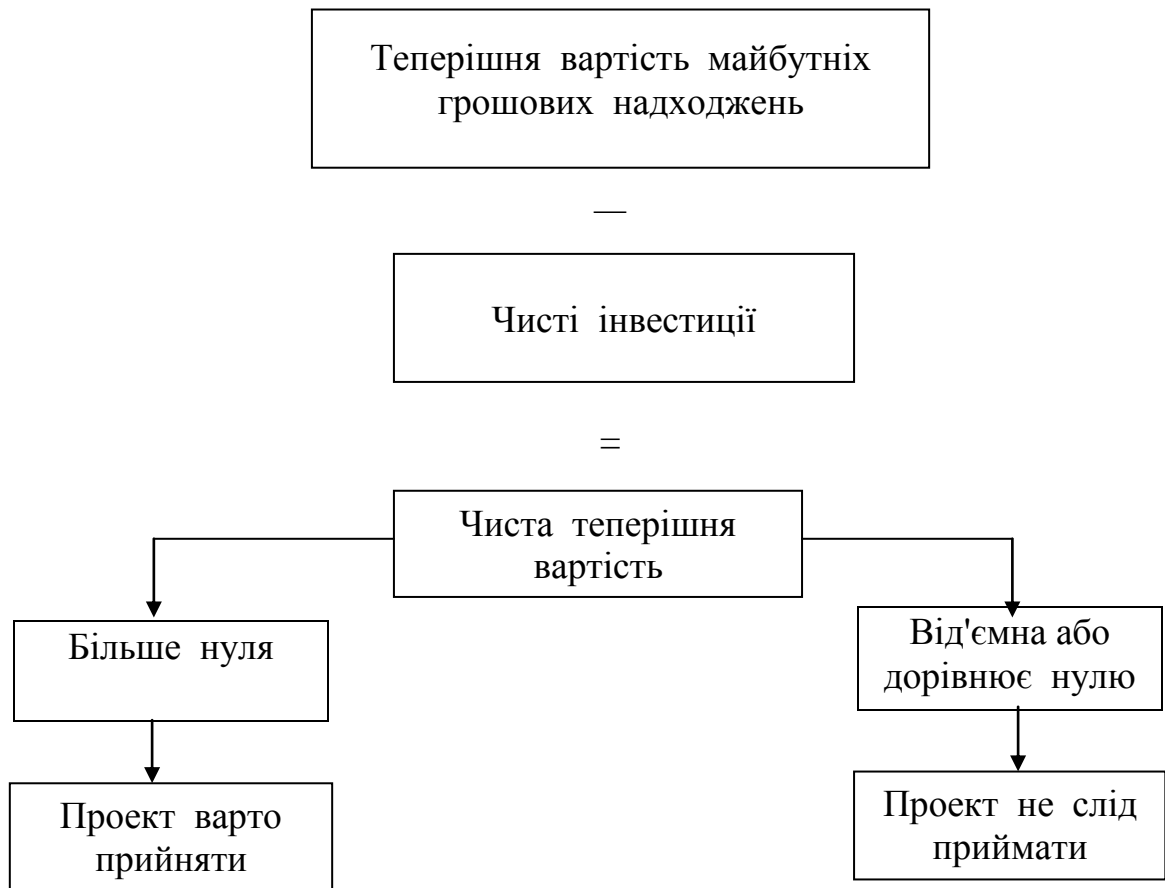 Теперішня вартість майбутніх
грошових надходжень
—
Чисті інвестиції
=
Чиста теперішня
вартість
Більше нуля
Від'ємна або
дорівнює нулю
Проект варто
прийняти
Проект не слід
приймати